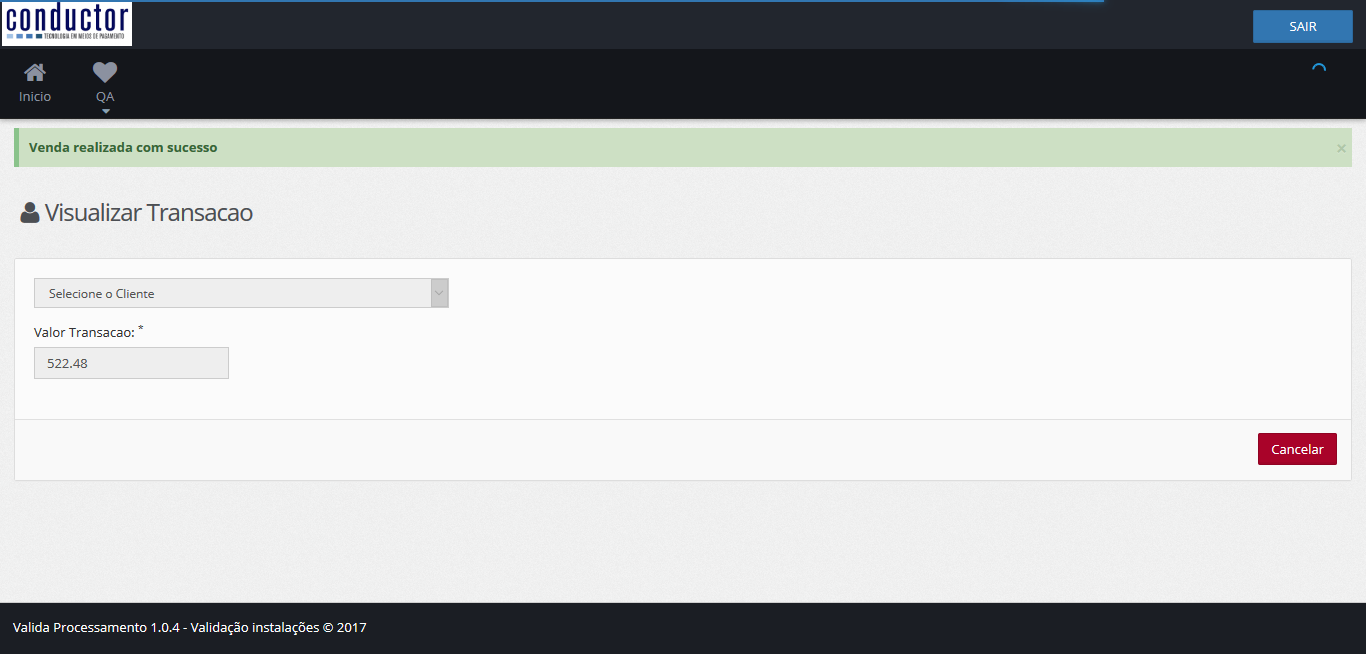 conductor
TECNOLOGIA EM MEIOS DE PAGAMENTO
SAIR
Inicio
QA
Venda realizada com sucesso
×
Visualizar Transacao
Selecione o Cliente
Valor Transacao: *
522.48
Cancelar
Valida Processamento 1.0.4 - Validação instalações © 2017